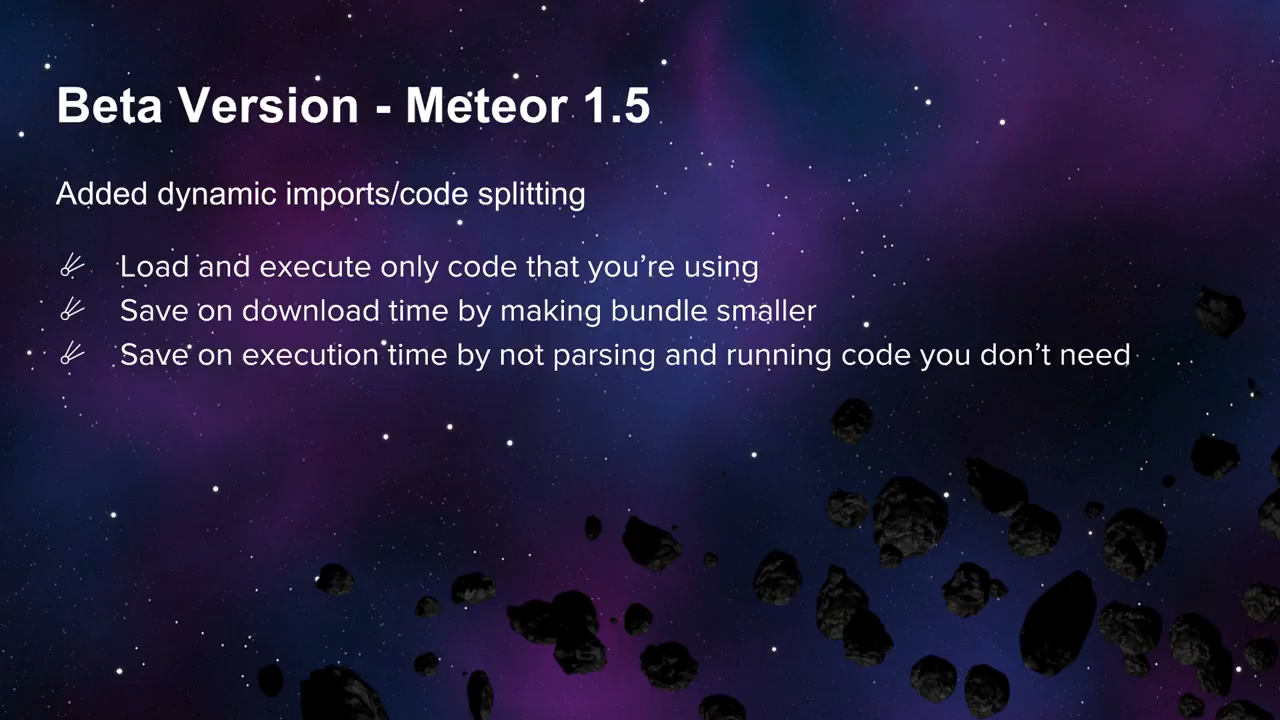 Beta Version - Meteor 1.5
Added dynamic imports/code splitting
Load and execute only code that you’re using
Save on download time by making bundle smaller
Save on execution time by not parsing and running code you don’t need